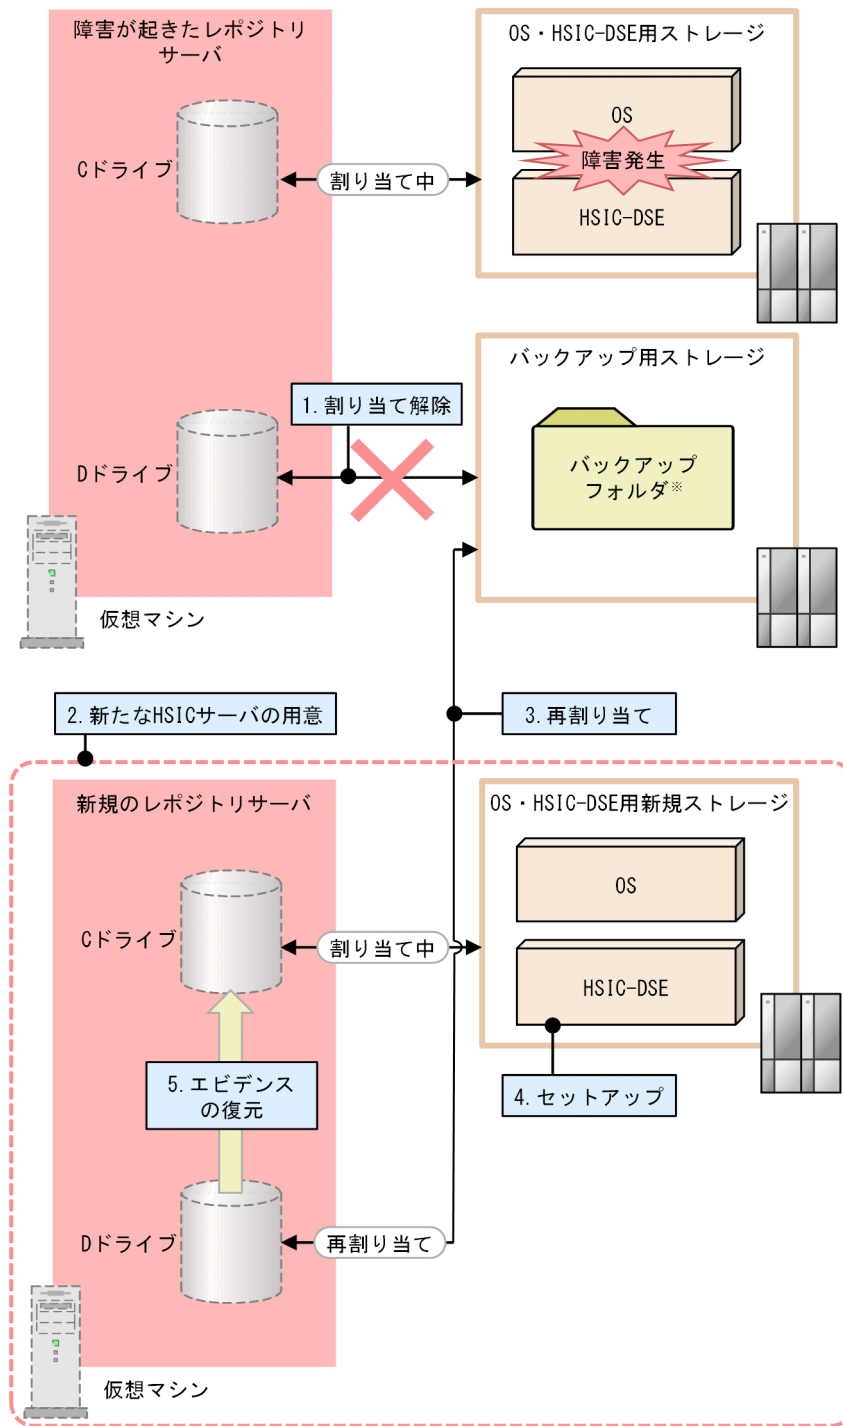 障害が起きたレポジトリ
サーバ
OS・HSIC-DSE用ストレージ
OS
Cドライブ
割り当て中
障害発生
HSIC-DSE
バックアップ用ストレージ
1.割り当て解除
Dドライブ
バックアップ
フォルダ※
仮想マシン
2.新たなHSICサーバの用意
3.再割り当て
新規のレポジトリサーバ
OS・HSIC-DSE用新規ストレージ
OS
Cドライブ
割り当て中
HSIC-DSE
5.エビデンス
の復元
4.セットアップ
Dドライブ
再割り当て
仮想マシン